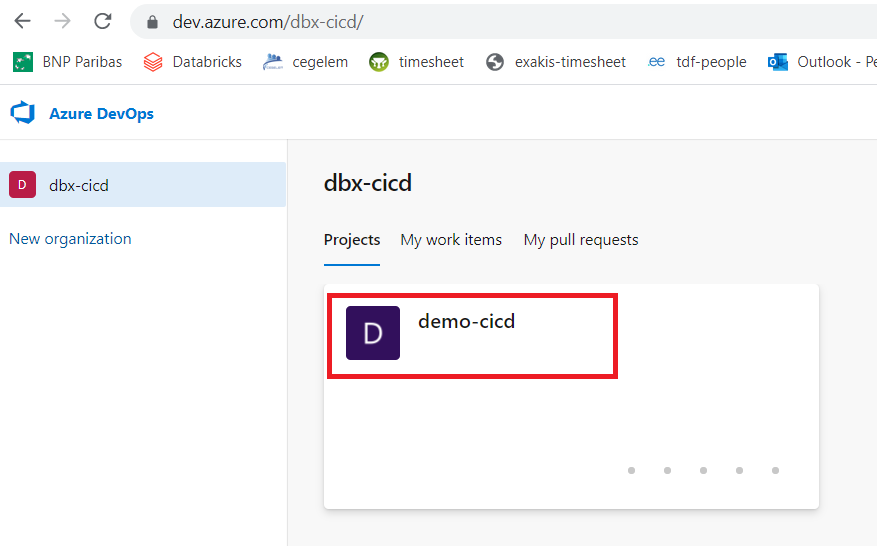 dev.azure.com/dbx-cicd/
BNP Paribas Databricks cegelem timesheet exakis-timesheet ee tdf-people Outlook - Pe
Azure DevOps
D dbx-cicd
New organization
dbx-cicd
Projects My work items My pull requests
D demo-cicd